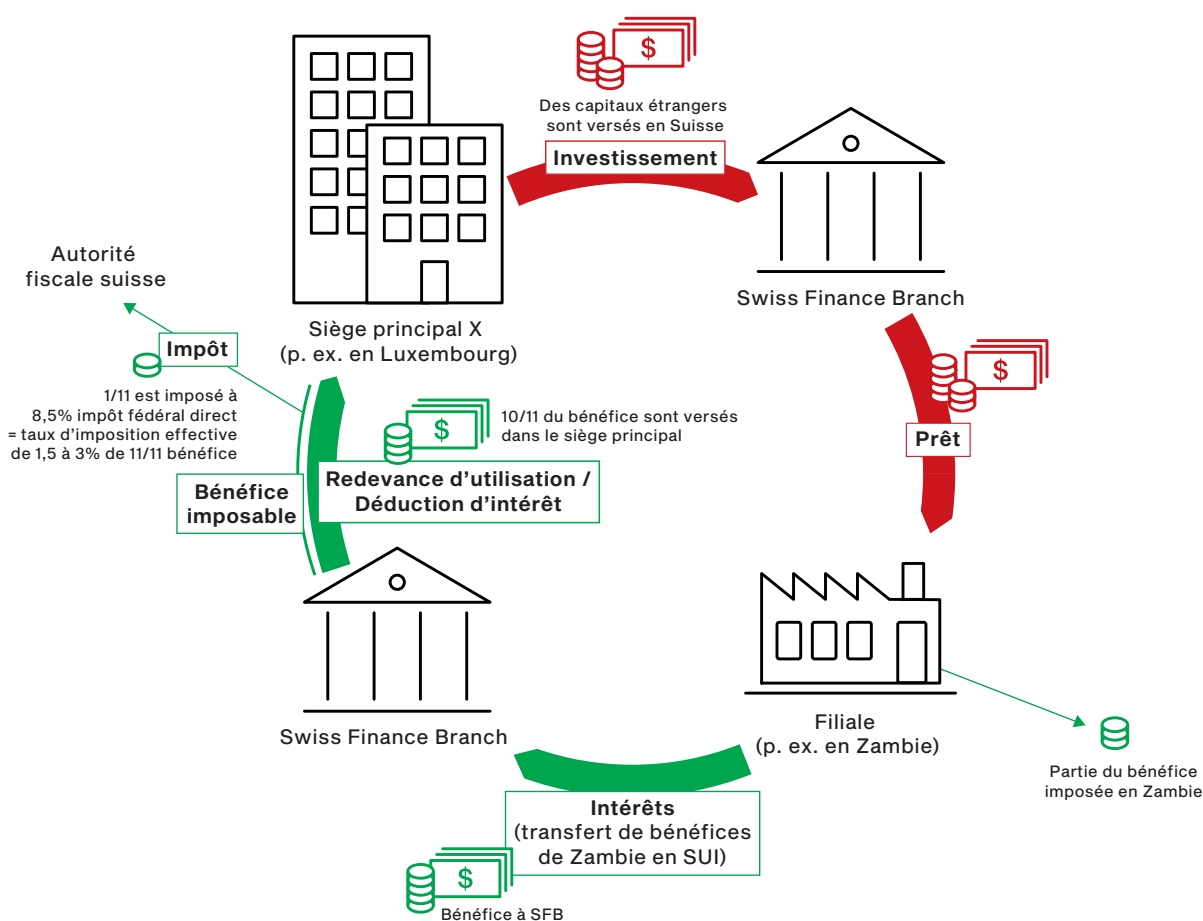 $
Des capitaux étrangers
sont versés en Suisse
Investissement
Swiss Finance Branch
Siège principal X
(p. ex. en Luxembourg)
Autorité
fiscale suisse
Impôt
1/11 est imposé à
8,5% impôt fédéral direct
= taux d’imposition effective
de 1,5 à 3% de 11/11 bénéfice
Bénéfice
imposable
$
10/11 du bénéfice sont versés
dans le siège principal
Redevance d’utilisation /
Déduction d’intérêt
$
Prêt
Swiss Finance Branch
Filiale
(p. ex. en Zambie)
Partie du bénéfice
imposée en Zambie
Intérêts
(transfert de bénéfices
de Zambie en SUI)
$
Bénéfice à SFB